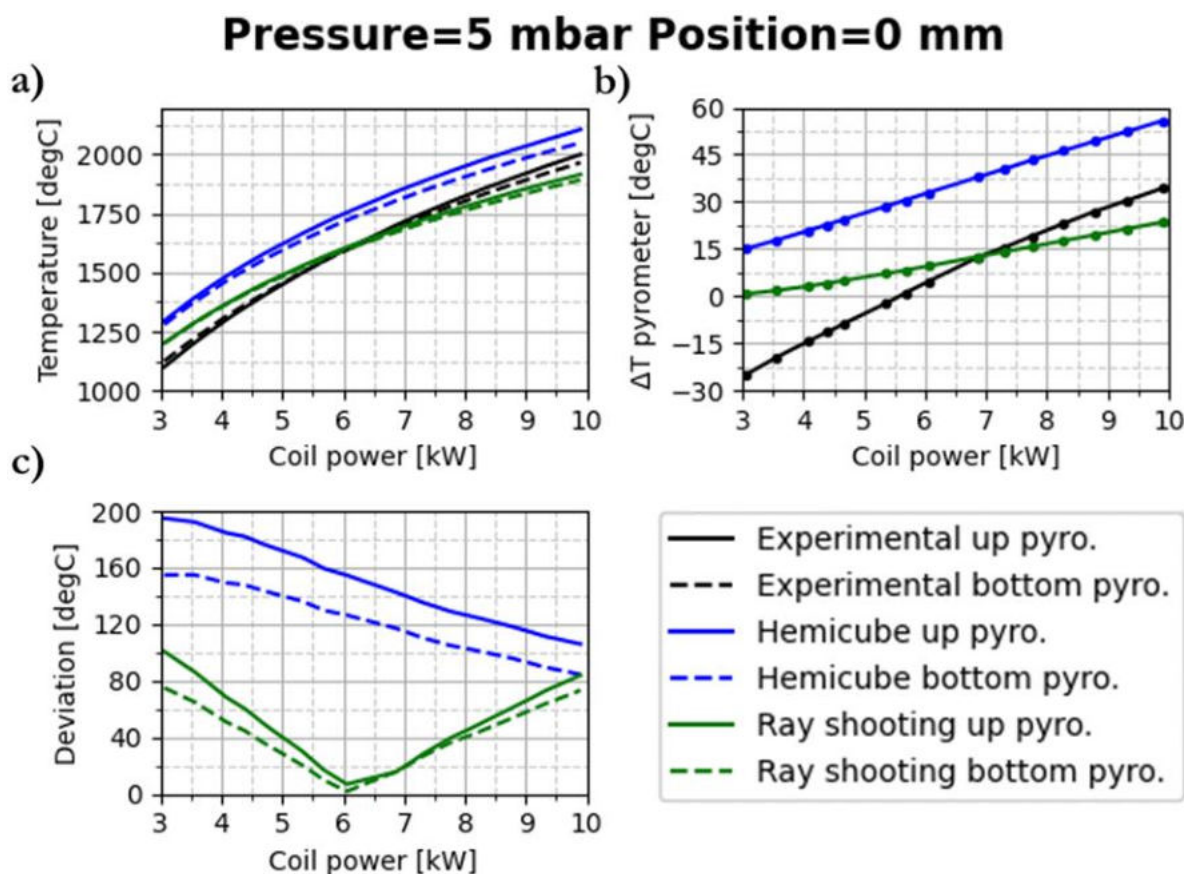 Pressure=5 mbar Position=0 mm
a)
Temperature [degC]
2000
1750
1500
1250
1000
3 4 5 6 7 8 9 10
Coil power [kW]
b)
ΔT pyrometer [degC]
60
45
30
15
0
−15
−30
3 4 5 6 7 8 9 10
Coil power [kW]
c)
Deviation [degC]
200
160
120
80
40
0
3 4 5 6 7 8 9 10
Coil power [kW]
Experimental up pyro.
Experimental bottom pyro.
Hemicube up pyro.
Hemicube bottom pyro.
Ray shooting up pyro.
Ray shooting bottom pyro.